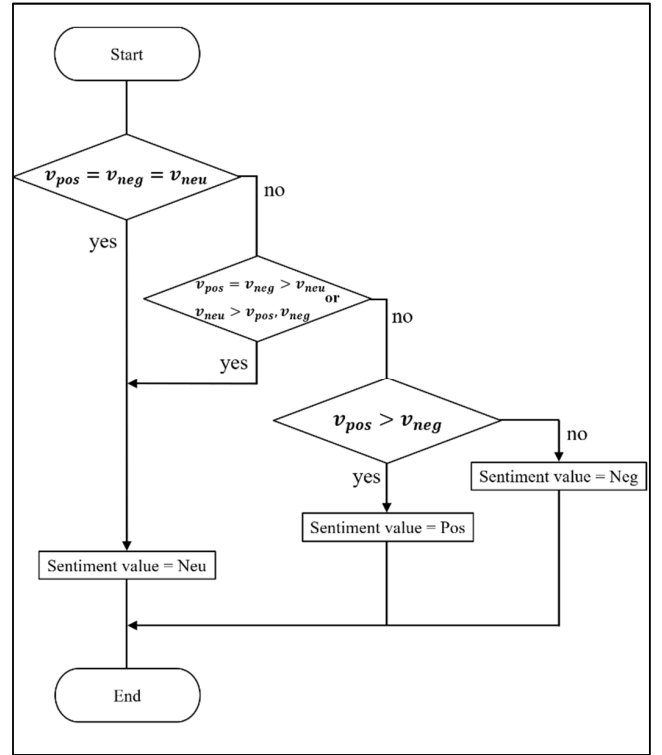 Start
v_pos = v_neg = v_neu
no
yes
v_pos = v_neg > v_neu
or
v_neu > v_pos, v_neg
no
yes
v_pos > v_neg
no
yes
Sentiment value = Neg
Sentiment value = Pos
Sentiment value = Neu
End